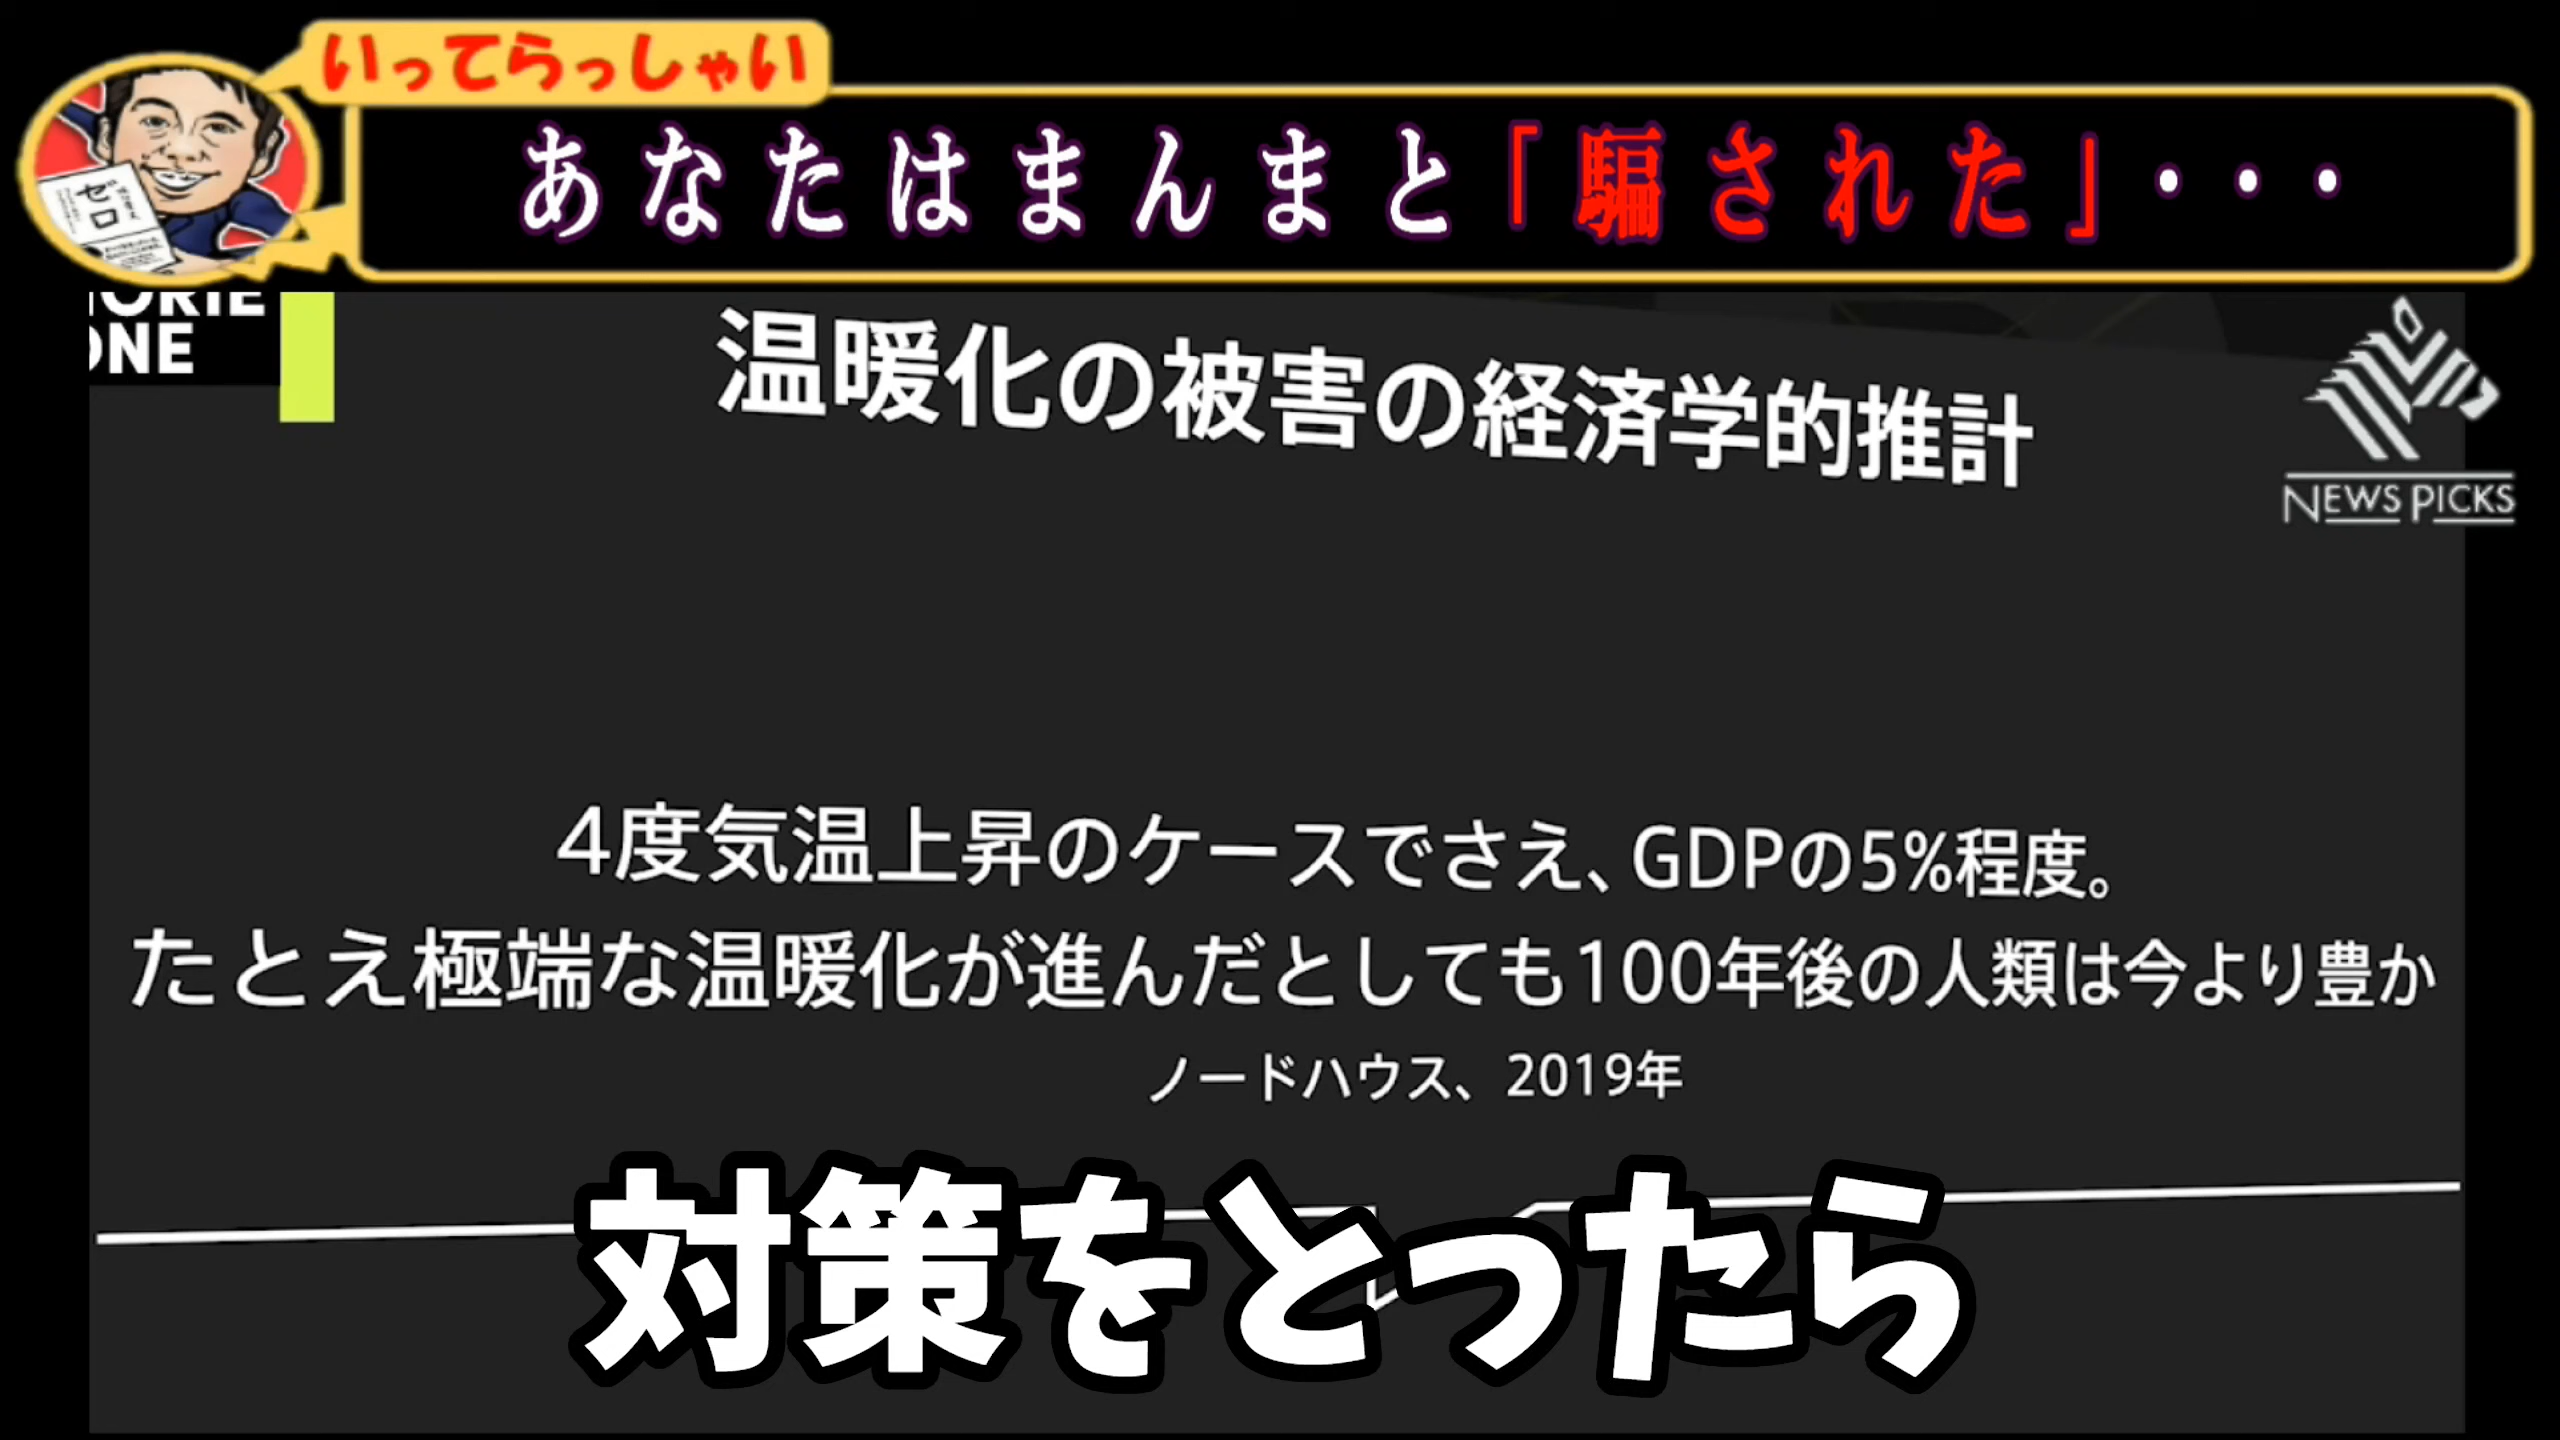 いってらっしゃい
あなたはまんまと「騙された」・・・
ONE
NEWSPICKS
温暖化の被害の経済学的推計
4度気温上昇のケースでさえ、GDPの5%程度。
たとえ極端な温暖化が進んだとしても100年後の人類は今より豊か
ノードハウス、2019年
対策をとったら
ゼロ